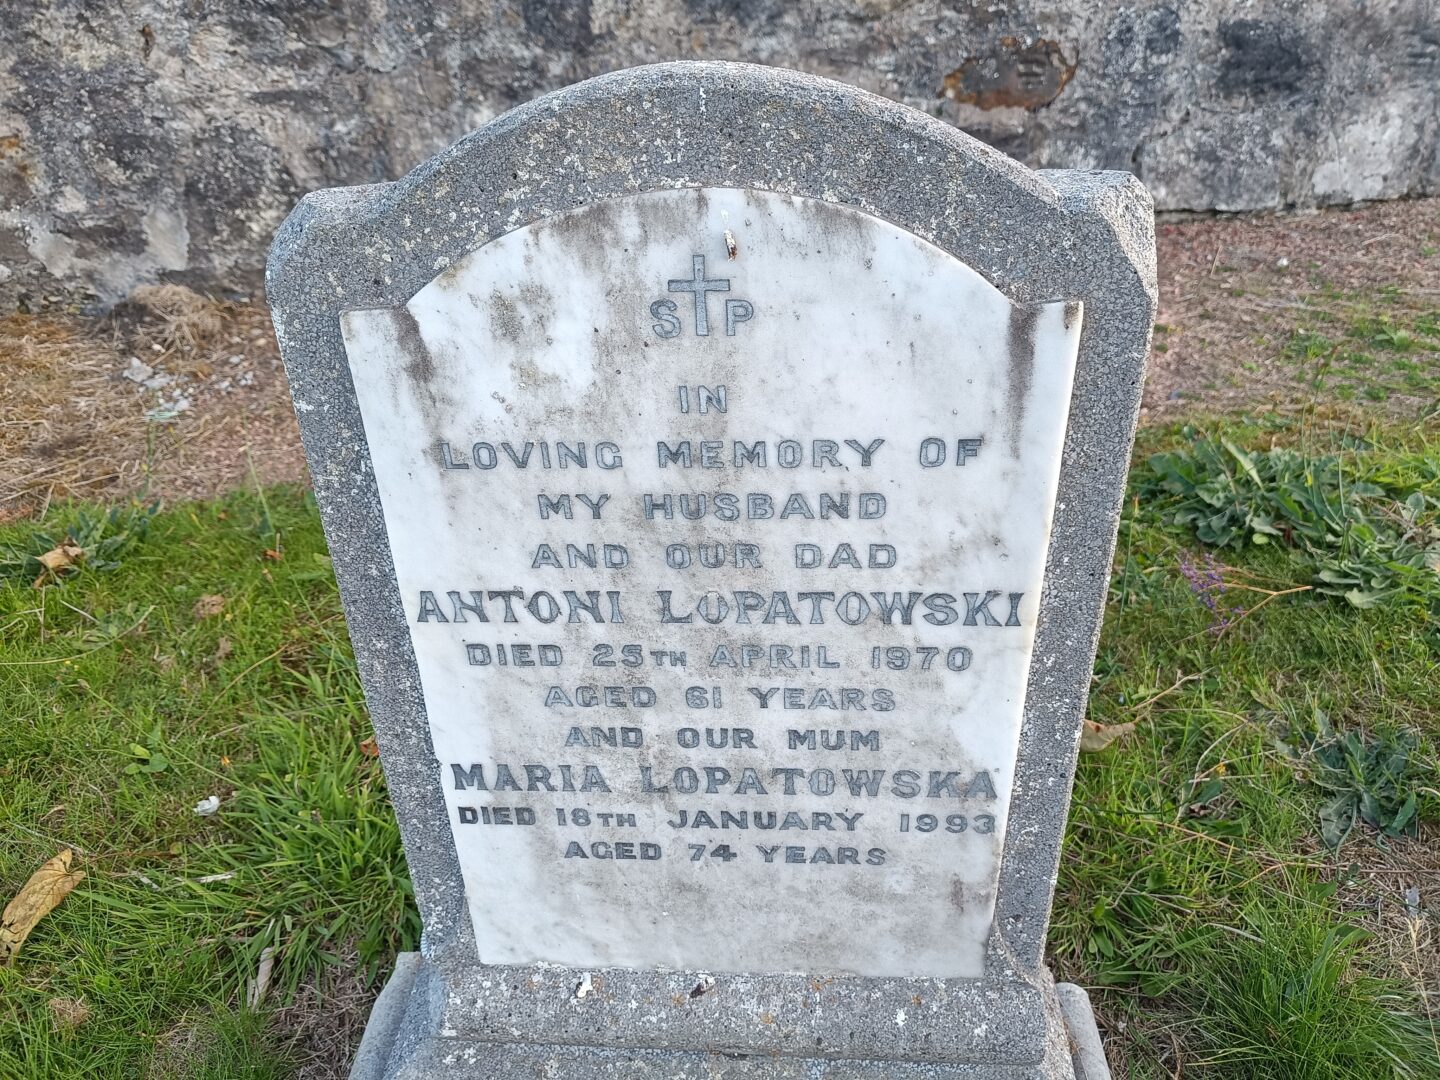 S P
IN
LOVING MEMORY OF
MY HUSBAND
AND OUR DAD
ANTONI LOPATOWSKI
DIED 25TH APRIL 1970
AGED 61 YEARS
AND OUR MUM
MARIA LOPATOWSKA
DIED 18TH JANUARY 1993
AGED 74 YEARS